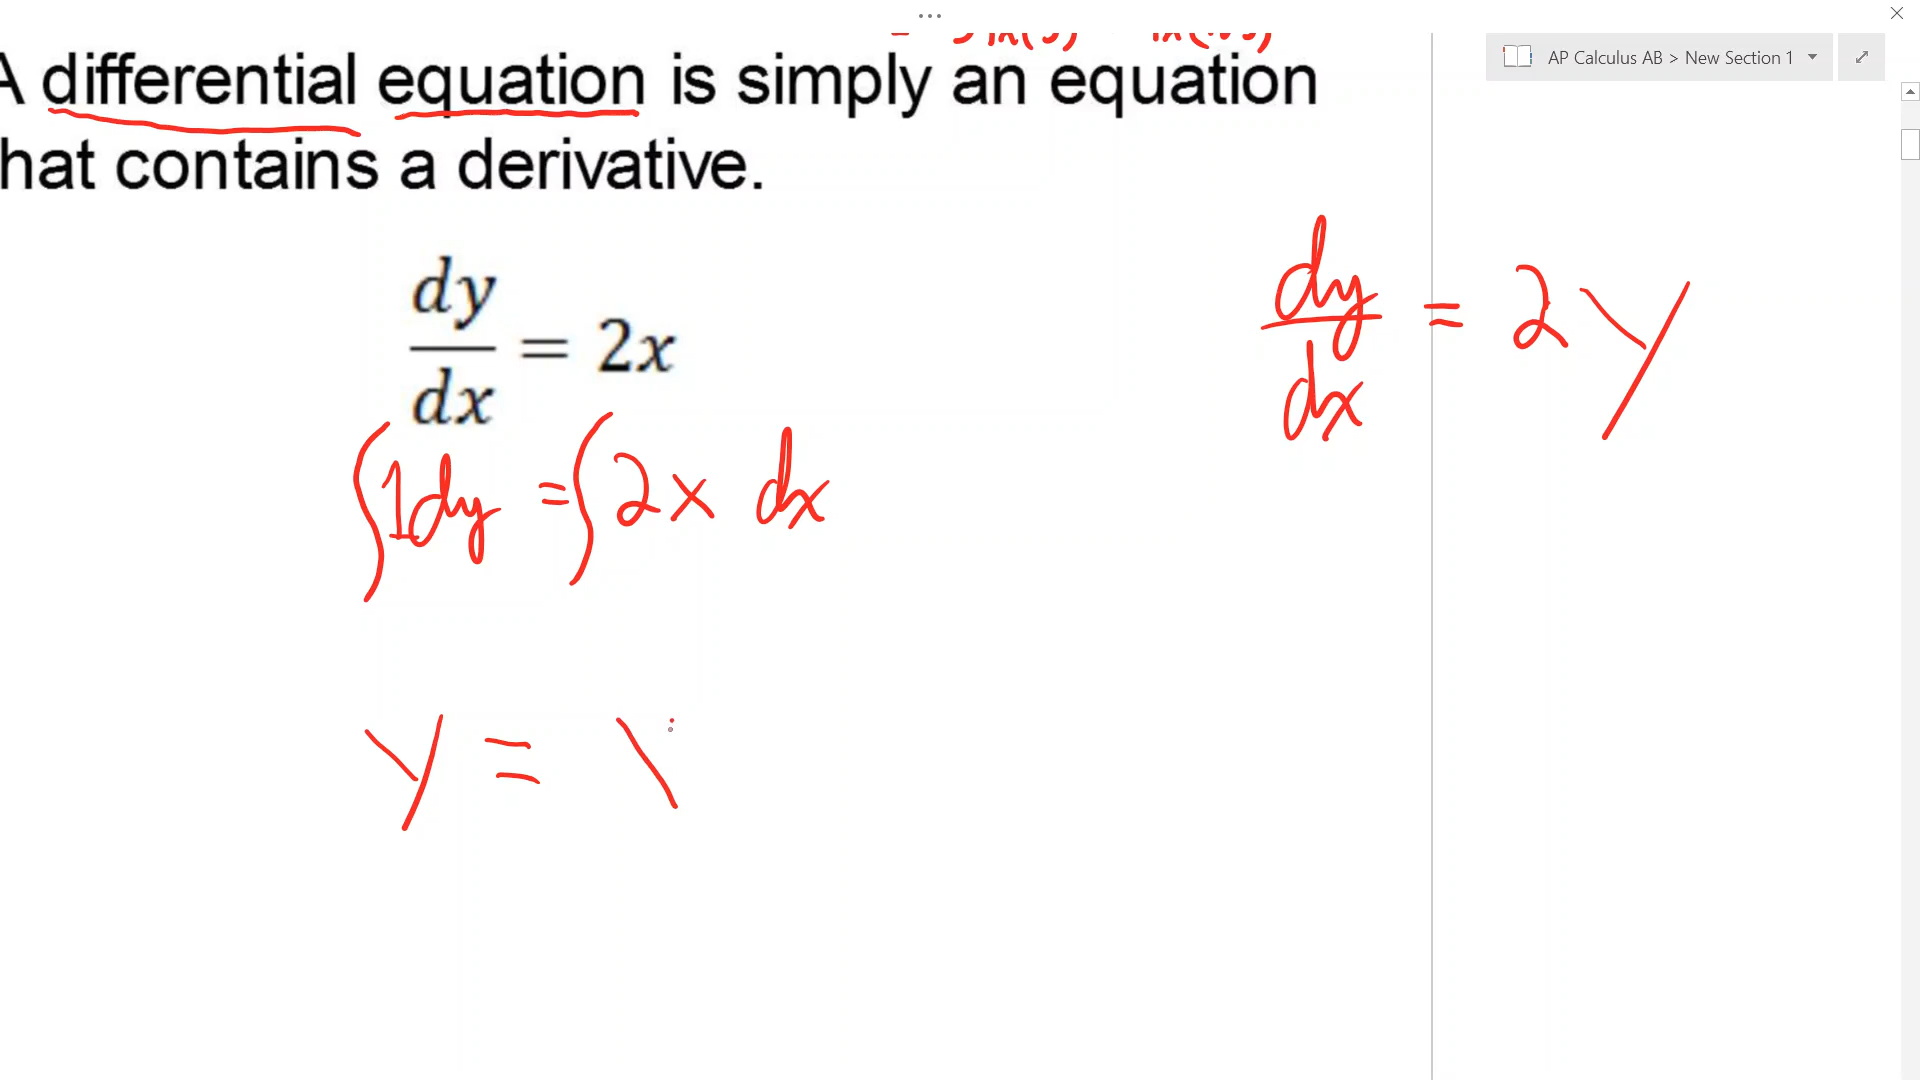 AP Calculus AB > New Section 1
differential equation is simply an equation
hat contains a derivative.
dy/dx = 2x
dy/dx = 2y
∫1dy = ∫2x dx
y =